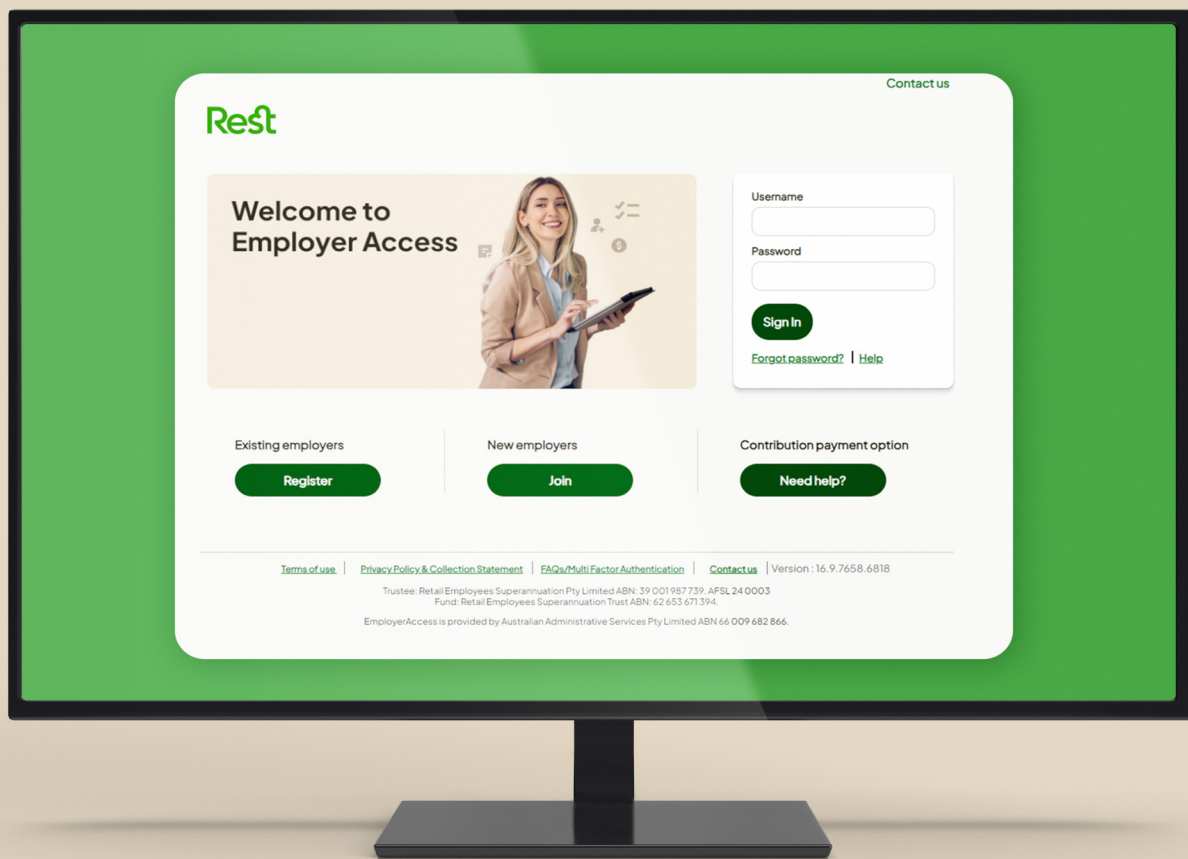 Contact us
Rest
Welcome to
Employer Access
Username
Password
Sign In
Forgot password? | Help
Existing employers
Register
New employers
Join
Contribution payment option
Need help?
Terms of use | Privacy Policy & Collection Statement | FAQs/Multi Factor Authentication | Contact us | Version : 16.9.7658.6818
Trustee: Retail Employees Superannuation Pty Limited ABN: 39 001 987 739. AFSL 24 0003
Fund: Retail Employees Superannuation Trust ABN: 62 653 671 394.
EmployerAccess is provided by Australian Administrative Services Pty Limited ABN 66 009 682 866.